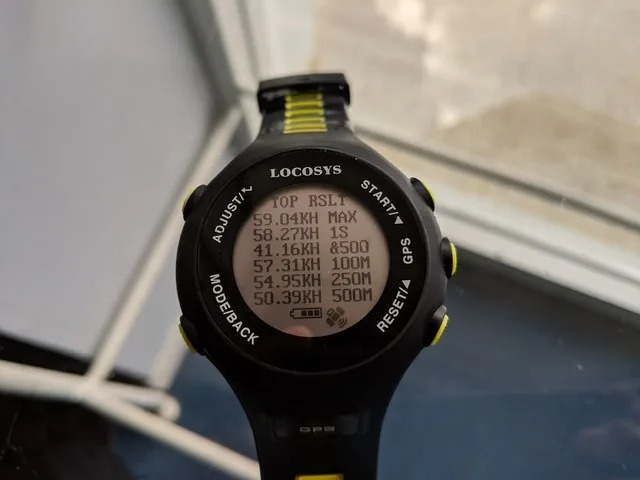 LOCOSYS
ADJUST/↖
START/▲
TOP RSLT
59.04KH MAX
58.27KH 1S
41.16KH &500
57.31KH 100M
54.95KH 250M
50.39KH 500M
GPS
MODE/BACK
RESET/▲
GPS